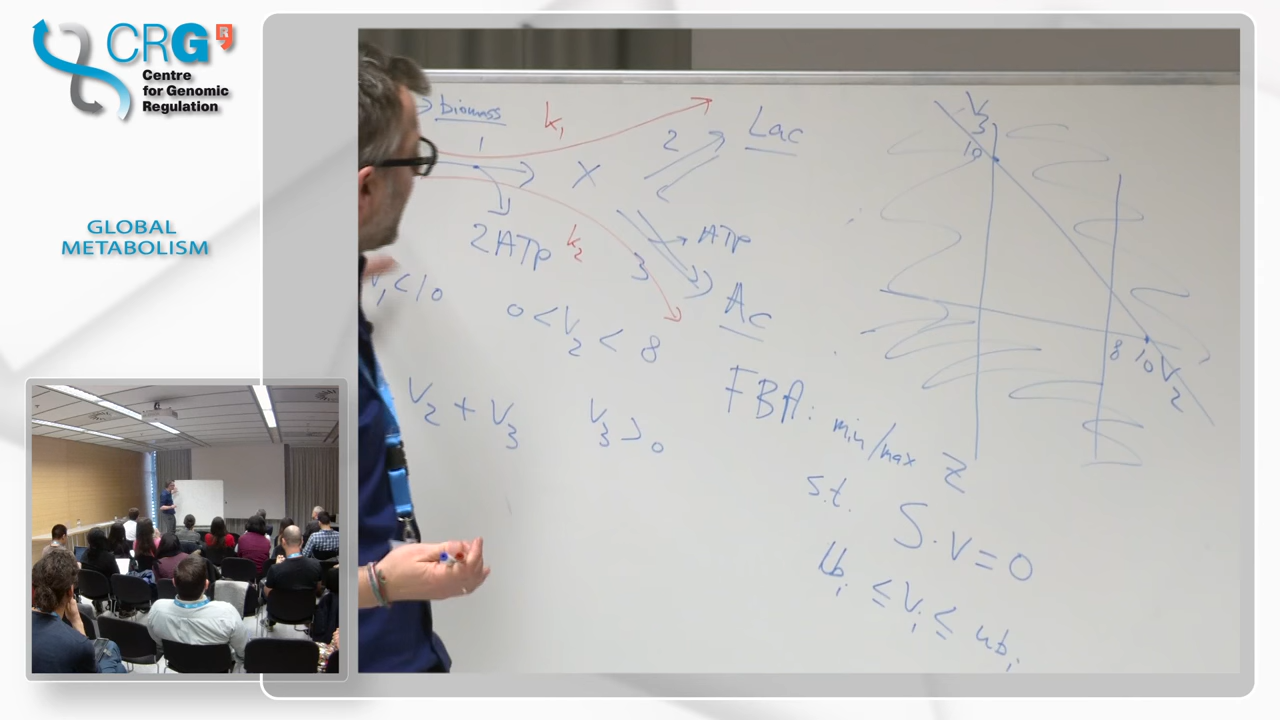 CRG
R
Centre
for Genomic
Regulation
GLOBAL
METABOLISM
biomass
1
k1
2
Lac
X
2ATP
k2
3
ATP
Ac
V1 < 10
0 < V2 < 8
V2 + V3
V3 > 0
FBA: min/max Z
s.t. S.V = 0
lbi ≤ Vi ≤ ubi
V3
10
8
10
V2